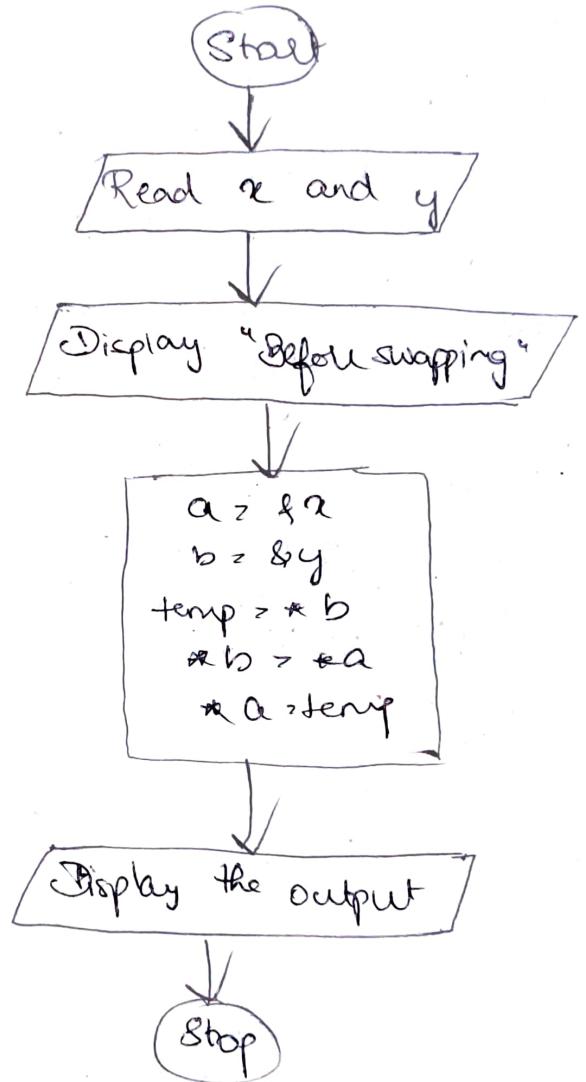 Start
Read x and y
Display "Before swapping"
a = &x
b = &y
temp = *b
*b = *a
*a = temp
Display the output
Stop